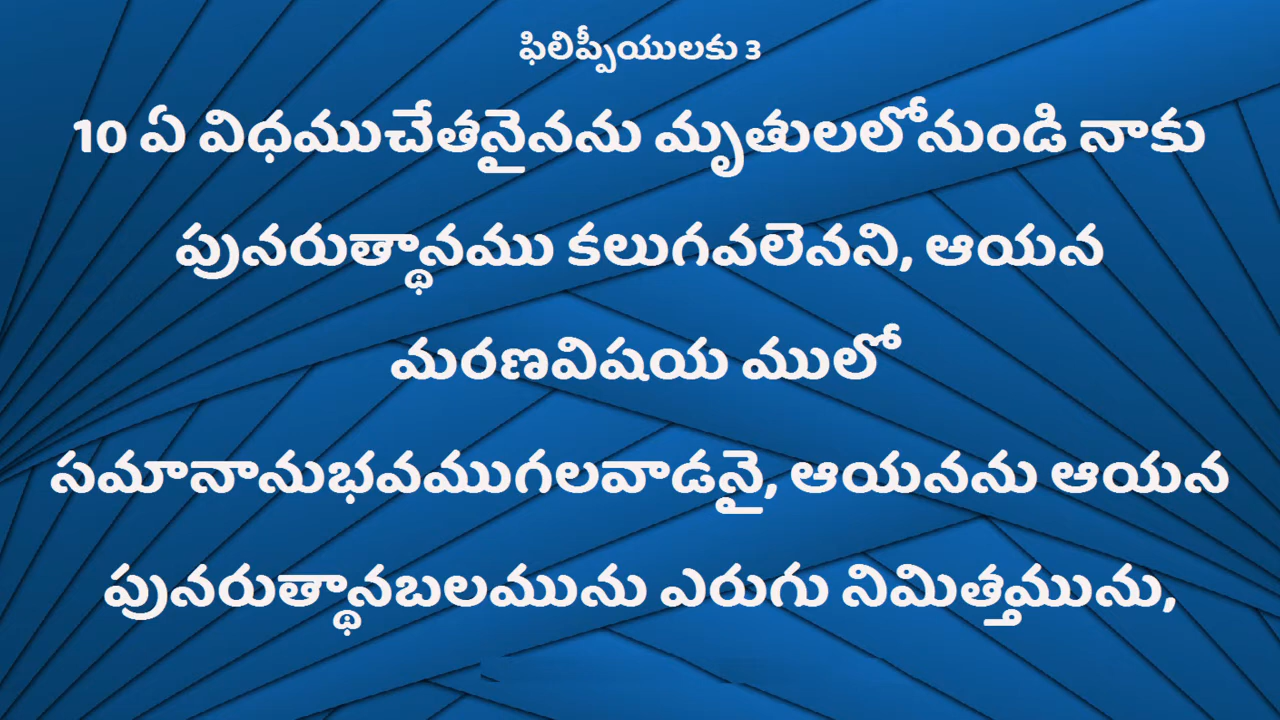 ఫిలిప్పీయులకు 3
10 ఏ విధముచేతనైనను మృతులలోనుండి నాకు
పునరుత్థానము కలుగవలెనని, ఆయన
మరణవిషయ ములో
సమానానుభవముగలవాడనై, ఆయనను ఆయన
పునరుత్థానబలమును ఎరుగు నిమిత్తమును,